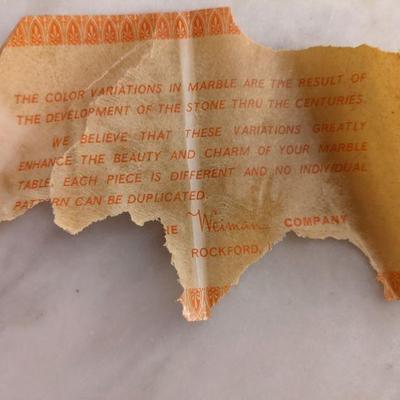 THE COLOR VARIATIONS IN MARBLE ARE THE RESULT OF
THE DEVELOPMENT OF THE STONE THRU THE CENTURIES.
WE BELIEVE THAT THESE VARIATIONS GREATLY
ENHANCE THE BEAUTY AND CHARM OF YOUR MARBLE
TABLE. EACH PIECE IS DIFFERENT AND NO INDIVIDUAL
PATTERN CAN BE DUPLICATED.
HE Weiman COMPANY
ROCKFORD, I